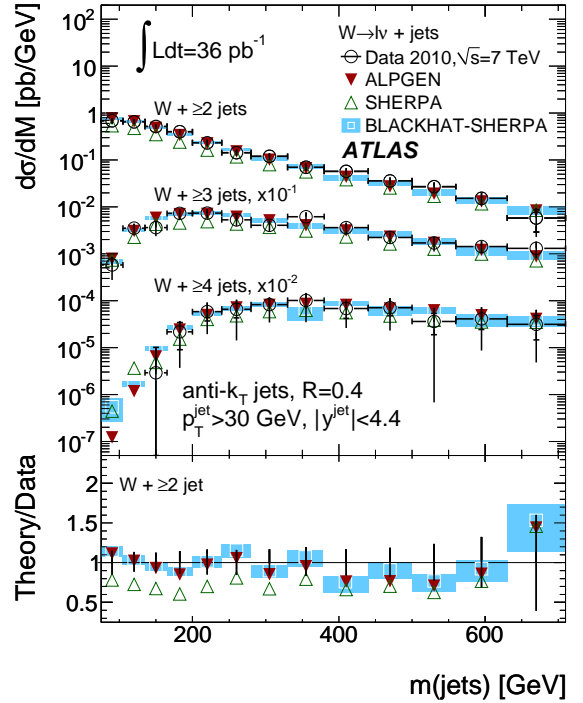 dσ/dM [pb/GeV]
10²
10
1
10⁻¹
10⁻²
10⁻³
10⁻⁴
10⁻⁵
10⁻⁶
10⁻⁷
∫ Ldt=36 pb⁻¹
W→lν + jets
Data 2010,√s=7 TeV
ALPGEN
SHERPA
BLACKHAT-SHERPA
ATLAS
W + ≥2 jets
W + ≥3 jets, x10⁻¹
W + ≥4 jets, x10⁻²
anti-k_T jets, R=0.4
p_T^jet>30 GeV, |y^jet|<4.4
Theory/Data
W + ≥2 jet
2
1.5
1
0.5
200 400 600
m(jets) [GeV]